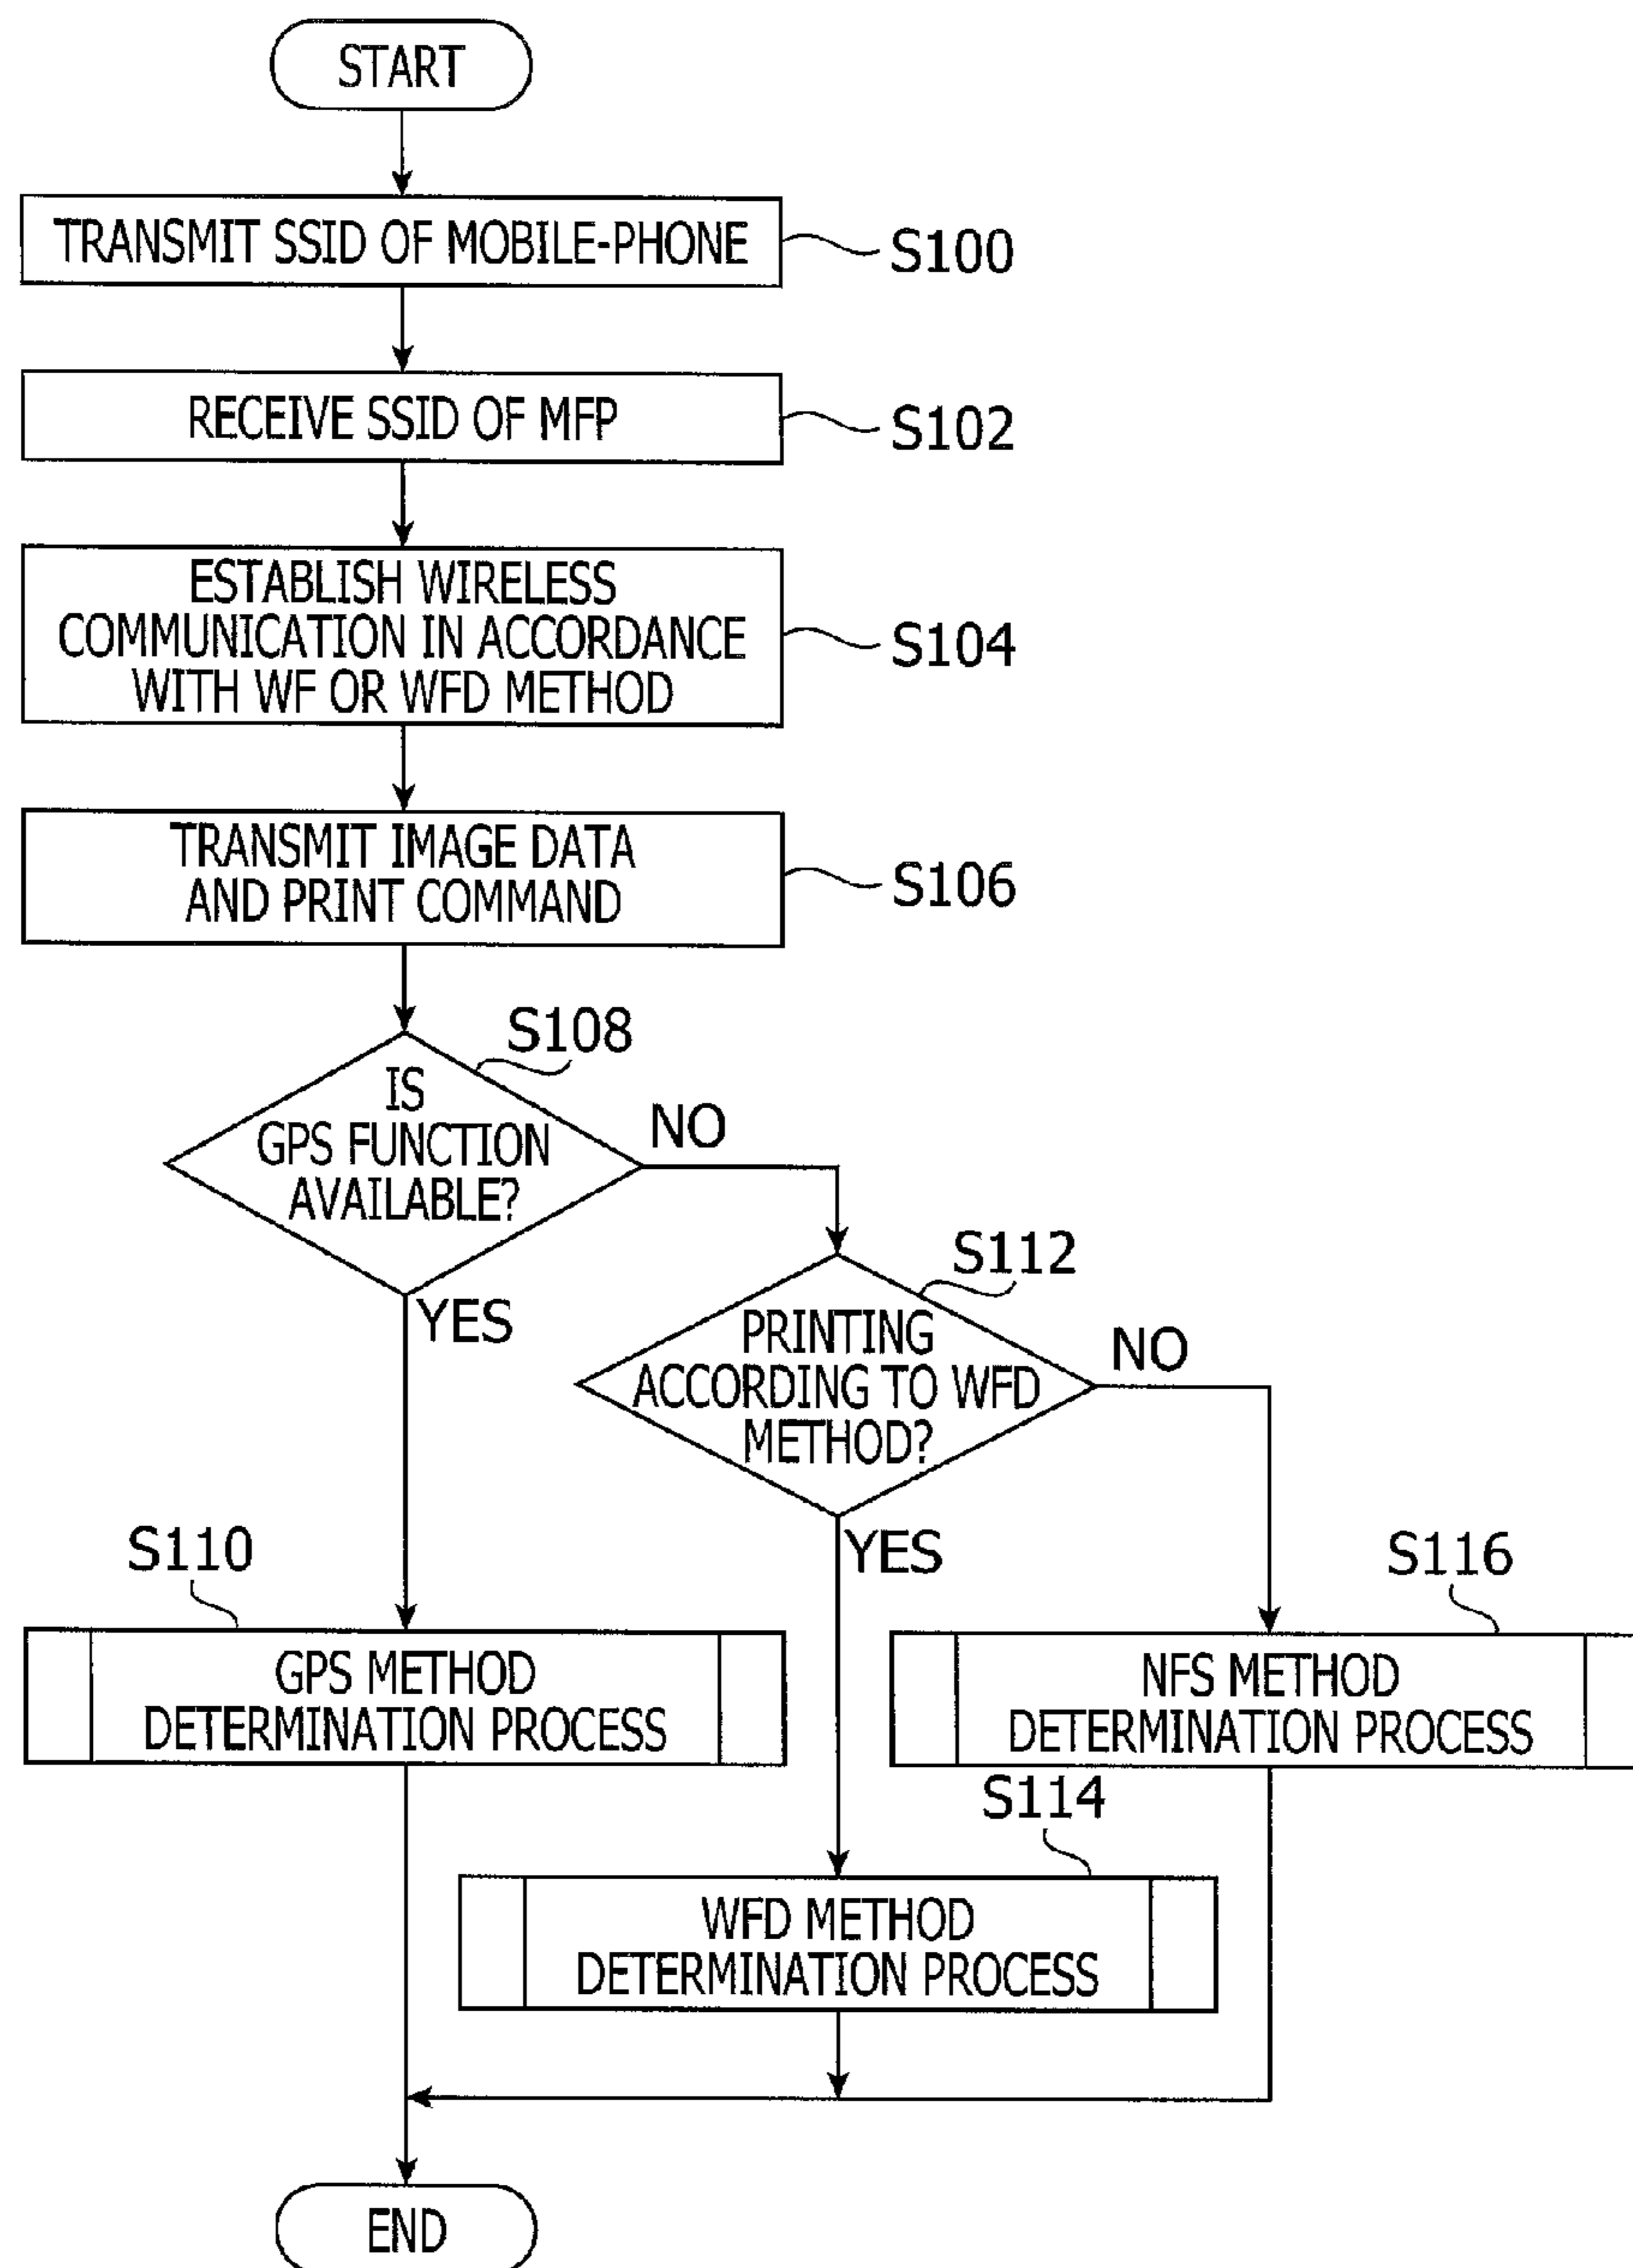 START
TRANSMIT SSID OF MOBILE-PHONE
S100
RECEIVE SSID OF MFP
S102
ESTABLISH WIRELESS
COMMUNICATION IN ACCORDANCE
WITH WF OR WFD METHOD
S104
TRANSMIT IMAGE DATA
AND PRINT COMMAND
S106
S108
IS
GPS FUNCTION
AVAILABLE?
NO
YES
S112
PRINTING
ACCORDING TO WFD
METHOD?
NO
YES
S110
GPS METHOD
DETERMINATION PROCESS
S116
NFS METHOD
DETERMINATION PROCESS
S114
WFD METHOD
DETERMINATION PROCESS
END